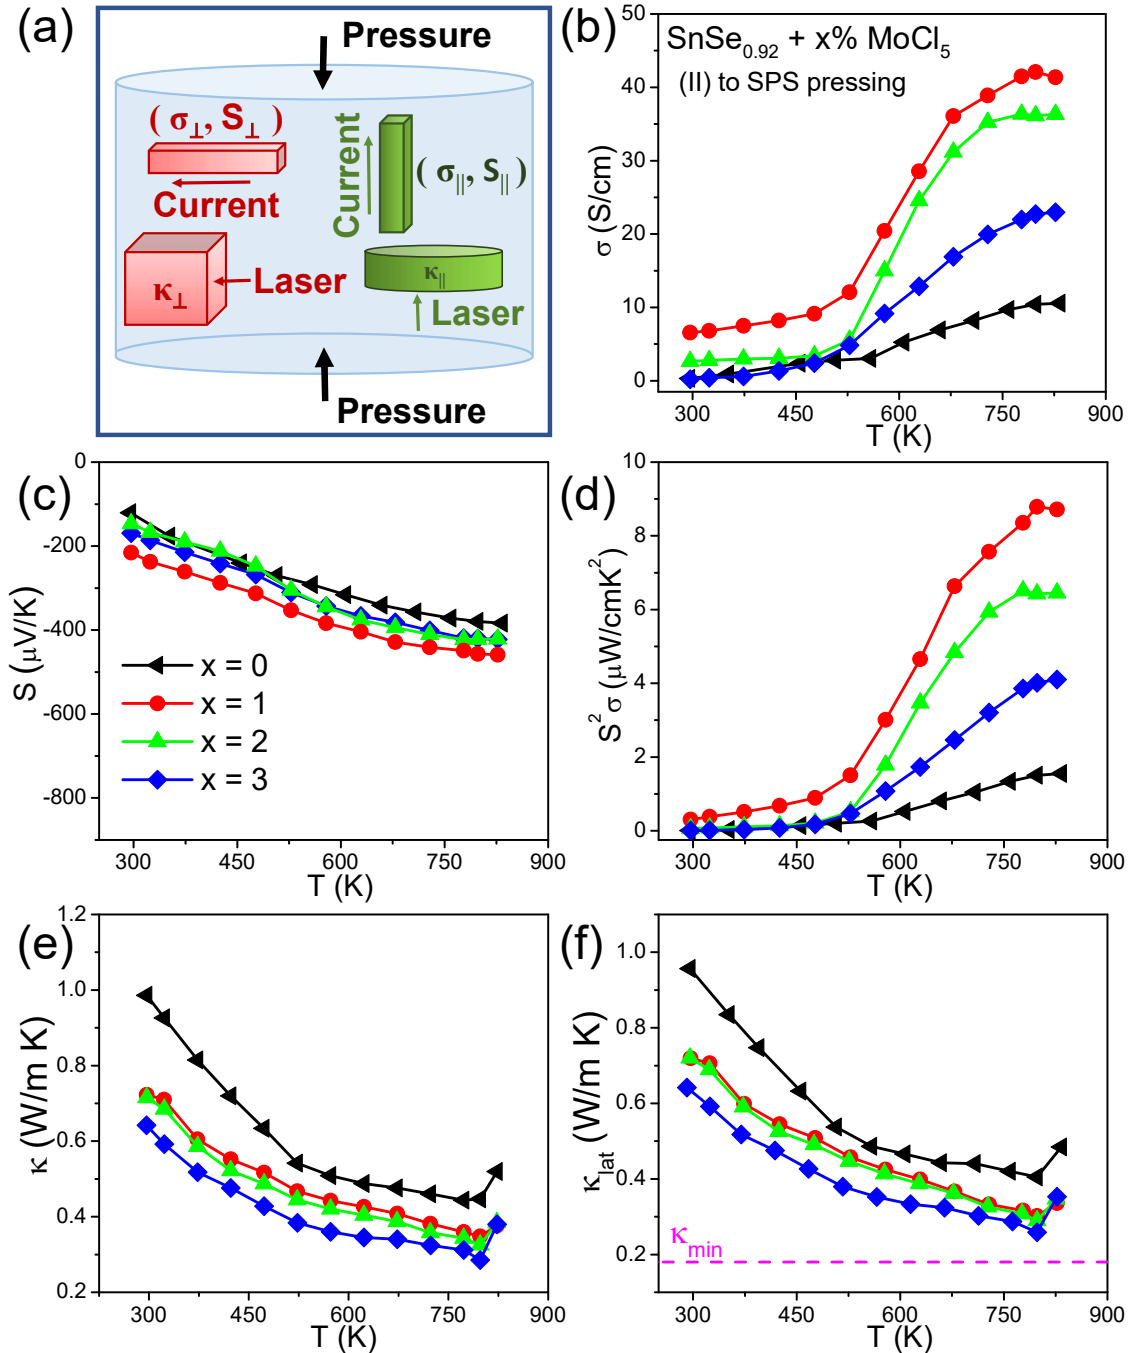 (a)
Pressure
(σ⊥, S⊥)
Current
Current
(σ||, S||)
κ⊥
Laser
κ||
Laser
Pressure
(b)
SnSe0.92 + x% MoCl5
(II) to SPS pressing
σ (S/cm)
50
40
30
20
10
0
300 450 600 750 900
T (K)
(c)
S (μV/K)
0
-200
-400
-600
-800
x = 0
x = 1
x = 2
x = 3
300 450 600 750 900
T (K)
(d)
S2 σ (μW/cmK2)
10
8
6
4
2
0
300 450 600 750 900
T (K)
(e)
κ (W/m K)
1.2
1.0
0.8
0.6
0.4
0.2
300 450 600 750 900
T (K)
(f)
κlat (W/m K)
1.0
0.8
0.6
0.4
0.2
κmin
300 450 600 750 900
T (K)